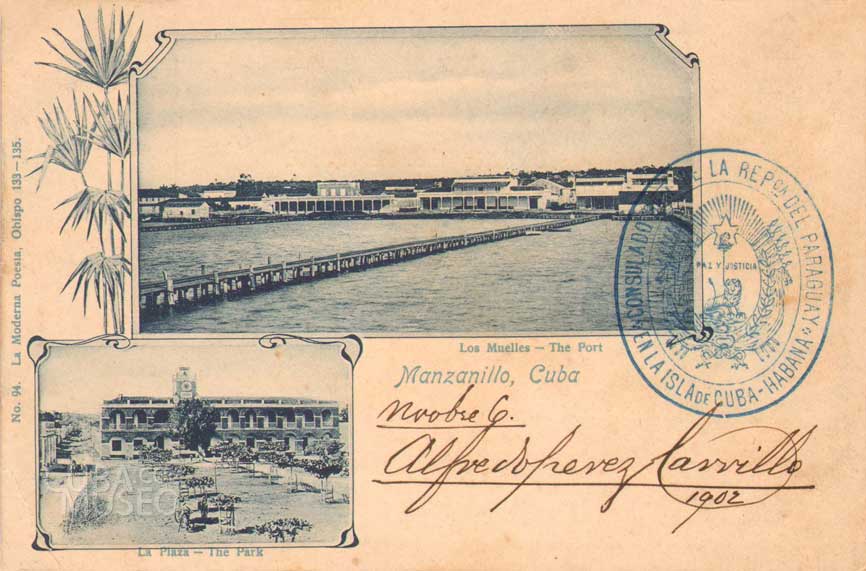 No. 94. La Moderna Poesia, Obispo 133—135.
CONSULADO DE LA REPCA DEL PARAGUAY
EN LA ISLA DE CUBA - HABANA
PAZ Y JUSTICIA
Los Muelles — The Port
Manzanillo, Cuba
Nvobre 6.
Alfredo Perez Carrillo
1902
La Plaza — The Park
CUBA
MUSEO